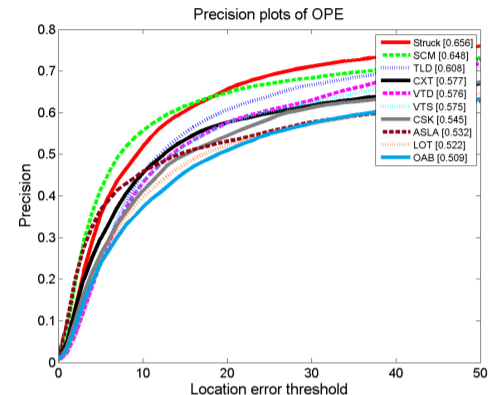 Precision plots of OPE
0.8
0.7
0.6
0.5
0.4
0.3
0.2
0.1
0
Precision
Struck [0.656]
SCM [0.648]
TLD [0.608]
CXT [0.577]
VTD [0.576]
VTS [0.575]
CSK [0.545]
ASLA [0.532]
LOT [0.522]
OAB [0.509]
0 10 20 30 40 50
Location error threshold